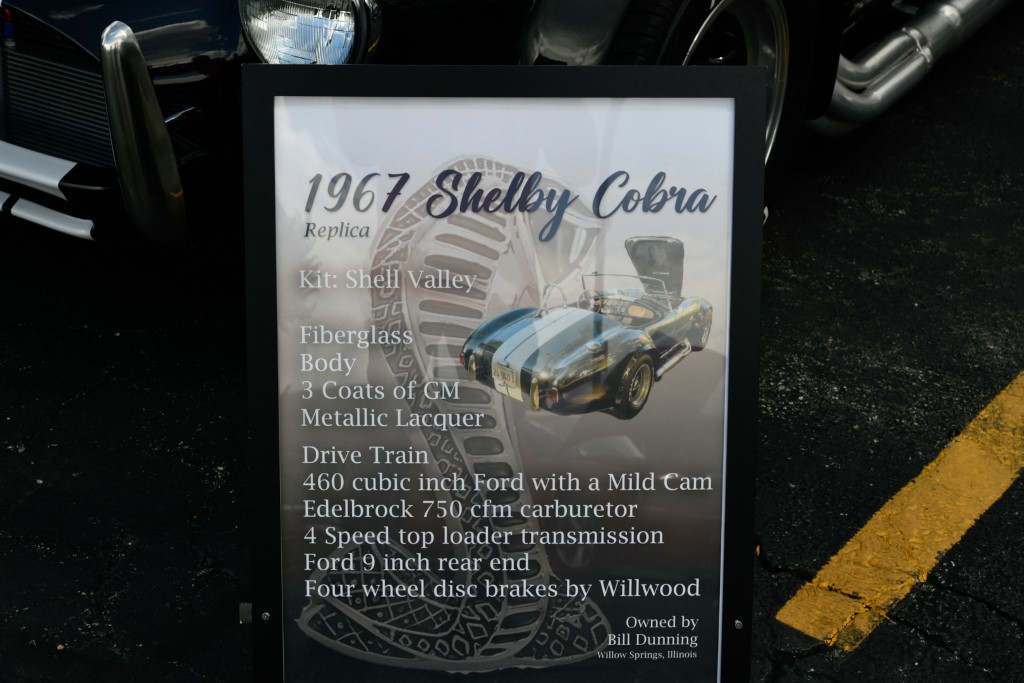 1967 Shelby Cobra
Replica
Kit: Shell Valley
Fiberglass
Body
3 Coats of GM
Metallic Lacquer
Drive Train
460 cubic inch Ford with a Mild Cam
Edelbrock 750 cfm carburetor
4 Speed top loader transmission
Ford 9 inch rear end
Four wheel disc brakes by Willwood
Owned by
Bill Dunning
Willow Springs, Illinois